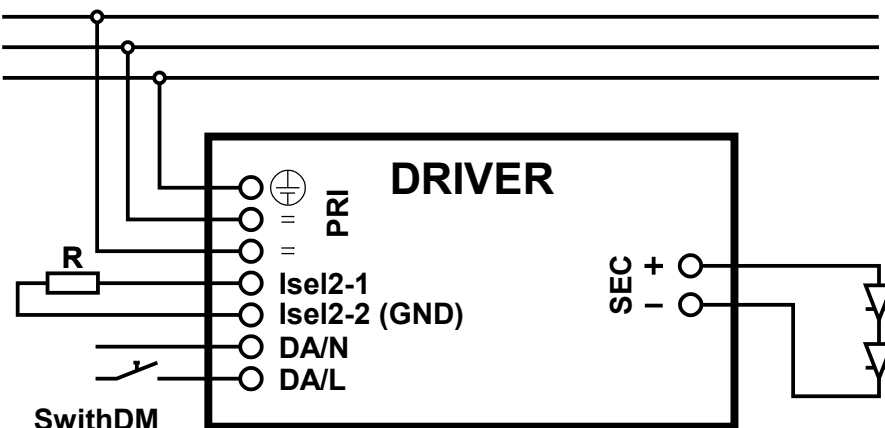 DRIVER
PRI
=
=
R
Isel2-1
Isel2-2 (GND)
DA/N
DA/L
SwithDM
SEC
+
–